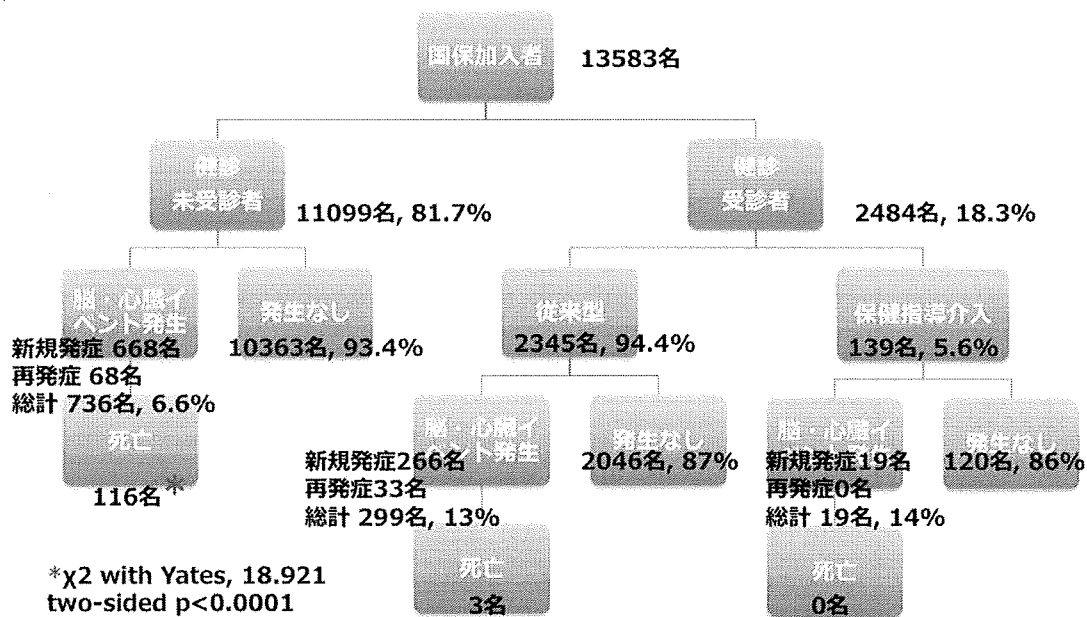 国保加入者
13583名
健診
未受診者
11099名, 81.7%
健診
受診者
2484名, 18.3%
脳・心臓イ
ベント発生
新規発症 668名
再発症 68名
総計 736名, 6.6%
発生なし
10363名, 93.4%
従来型
2345名, 94.4%
保健指導介入
139名, 5.6%
死亡
116名*
脳・心臓イ
ベント発生
新規発症266名
再発症33名
総計 299名, 13%
発生なし
2046名, 87%
脳・心臓イ
新規発症19名
再発症0名
総計 19名, 14%
発生なし
120名, 86%
死亡
3名
死亡
0名
*χ2 with Yates, 18.921
two-sided p<0.0001